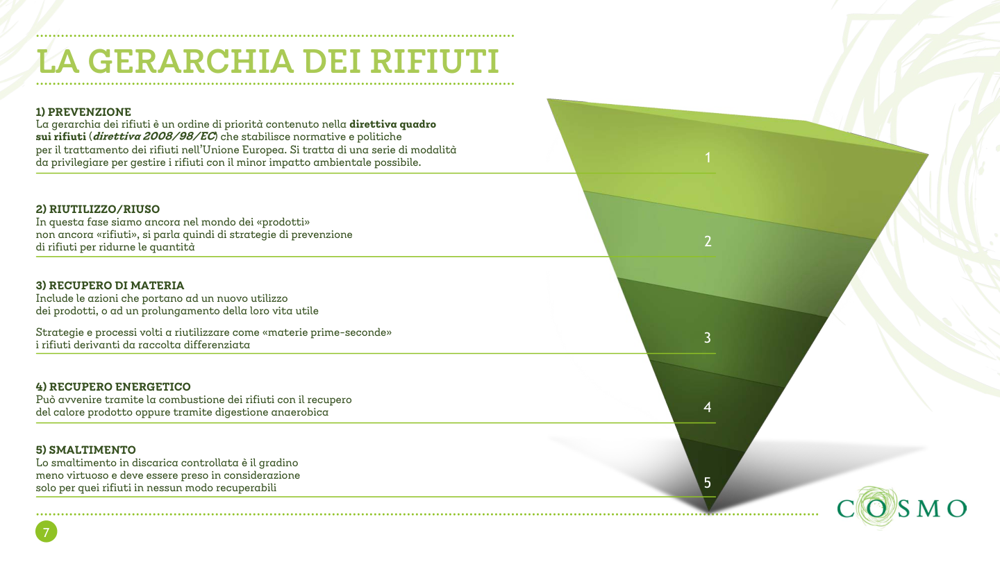 LA GERARCHIA DEI RIFIUTI
1) PREVENZIONE
La gerarchia dei rifiuti è un ordine di priorità contenuto nella direttiva quadro
sui rifiuti (direttiva 2008/98/EC) che stabilisce normative e politiche
per il trattamento dei rifiuti nell’Unione Europea. Si tratta di una serie di modalità
da privilegiare per gestire i rifiuti con il minor impatto ambientale possibile.
1
2) RIUTILIZZO/RIUSO
In questa fase siamo ancora nel mondo dei «prodotti»
non ancora «rifiuti», si parla quindi di strategie di prevenzione
di rifiuti per ridurne le quantità
2
3) RECUPERO DI MATERIA
Include le azioni che portano ad un nuovo utilizzo
dei prodotti, o ad un prolungamento della loro vita utile
Strategie e processi volti a riutilizzare come «materie prime-seconde»
i rifiuti derivanti da raccolta differenziata
3
4) RECUPERO ENERGETICO
Può avvenire tramite la combustione dei rifiuti con il recupero
del calore prodotto oppure tramite digestione anaerobica
4
5) SMALTIMENTO
Lo smaltimento in discarica controllata è il gradino
meno virtuoso e deve essere preso in considerazione
solo per quei rifiuti in nessun modo recuperabili
5
COSMO
7